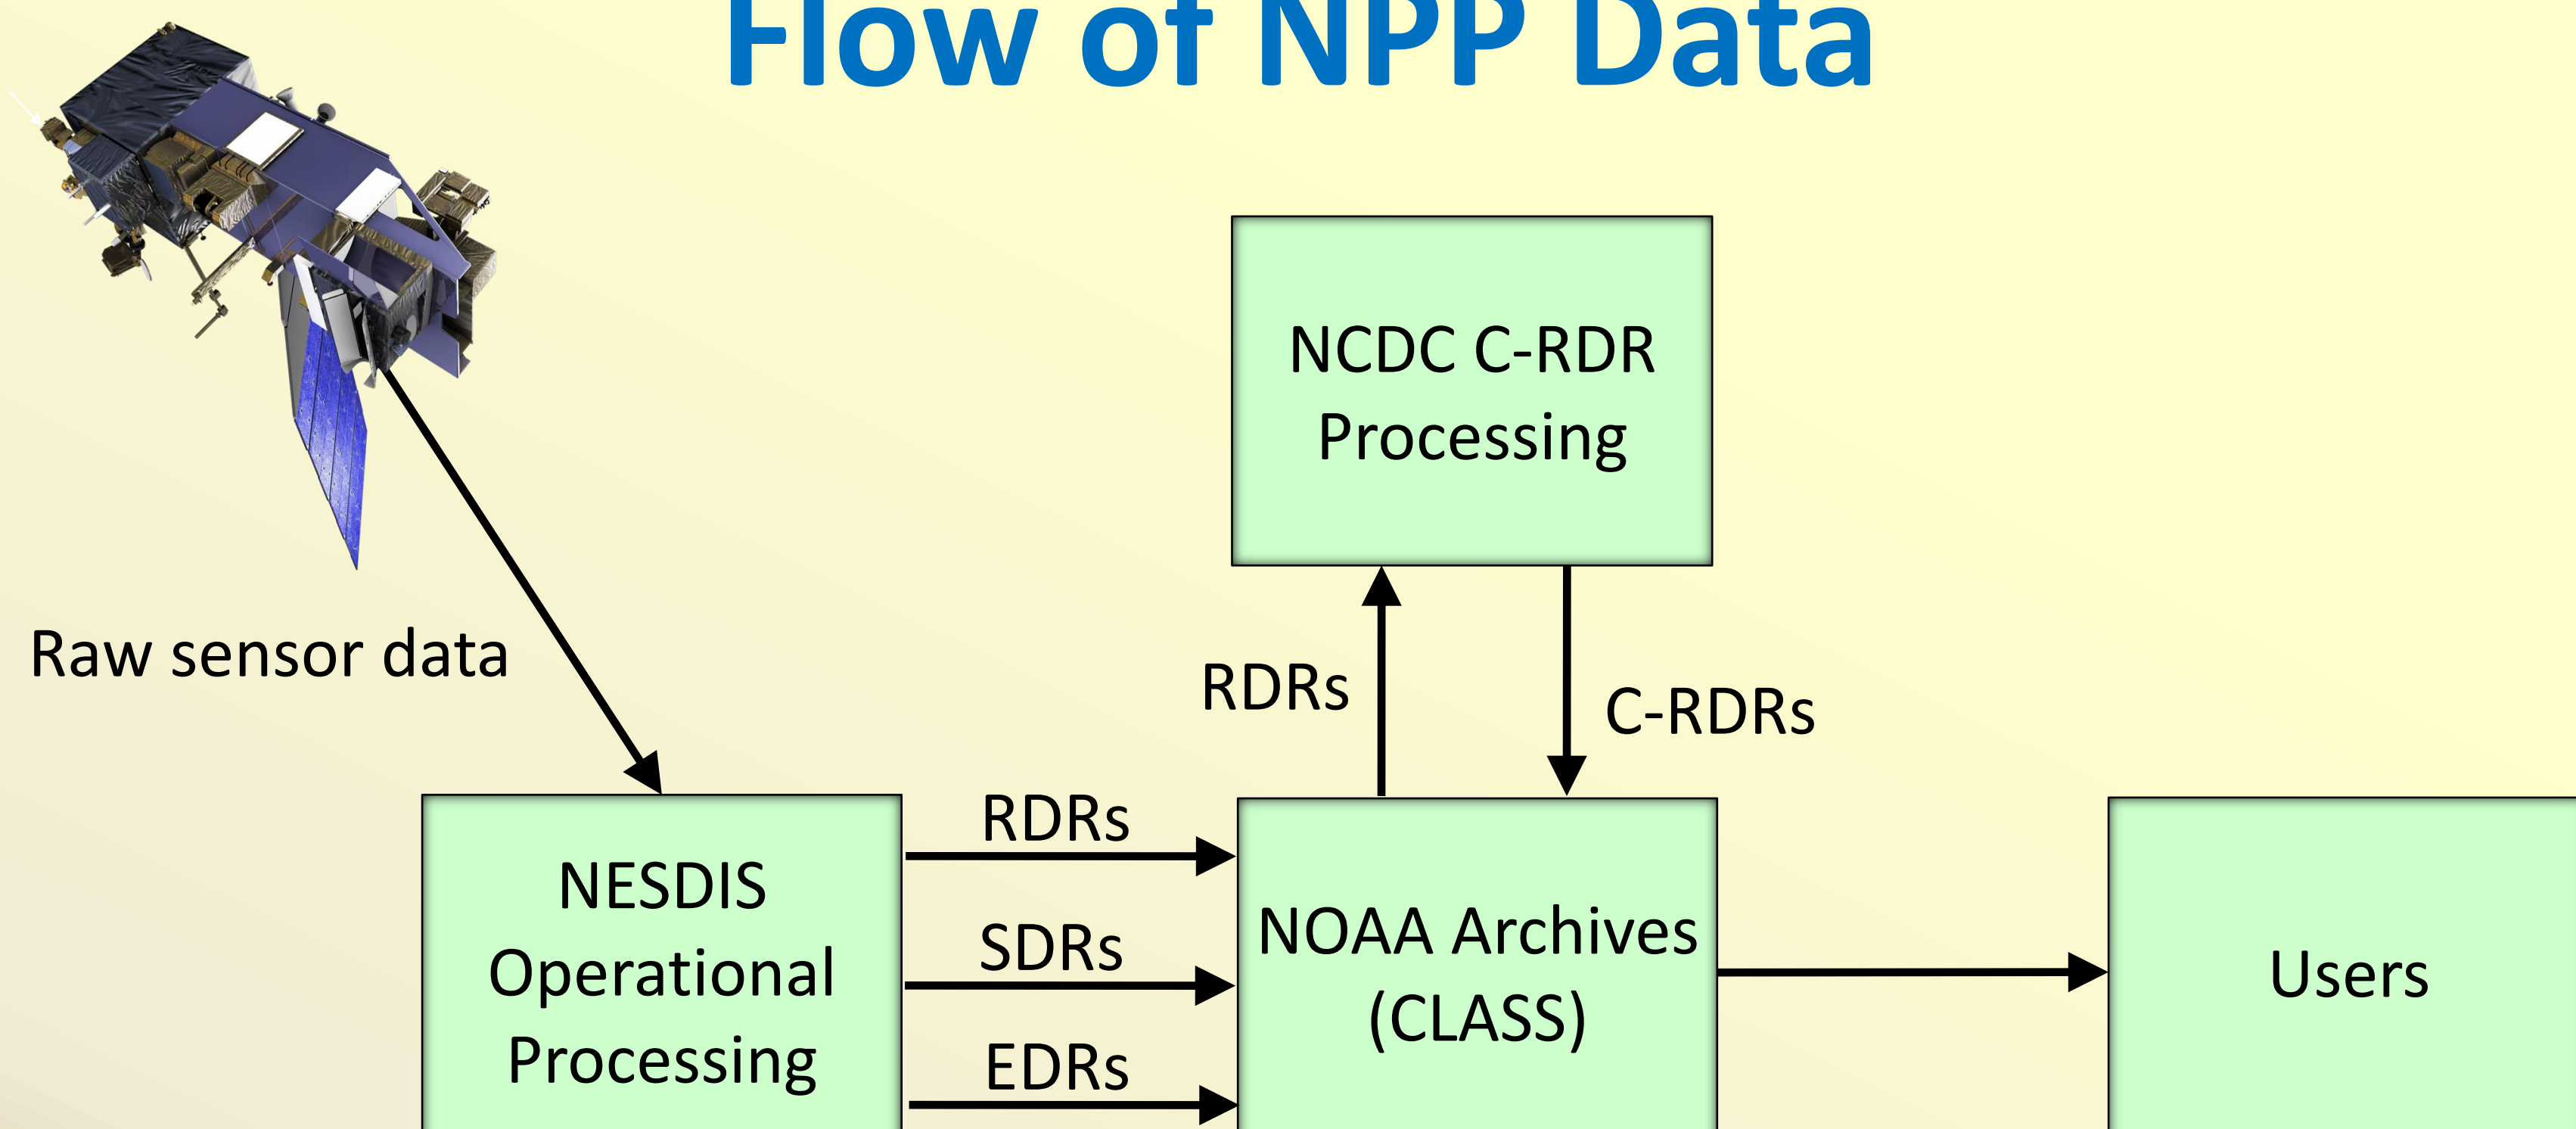 Flow of NPP Data
NCDC C-RDR
Processing
Raw sensor data
RDRs
C-RDRs
RDRs
NESDIS
Operational
Processing
SDRs
EDRs
NOAA Archives
(CLASS)
Users